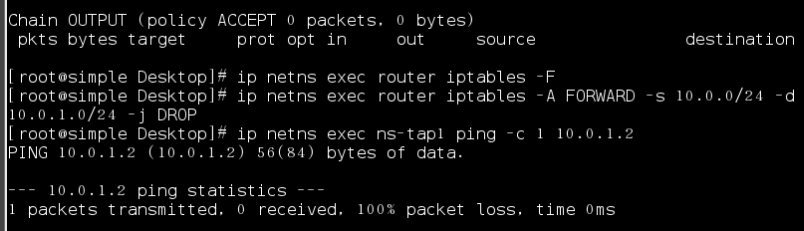 Chain OUTPUT (policy ACCEPT 0 packets, 0 bytes)
pkts bytes target prot opt in out source destination
[root@simple Desktop]# ip netns exec router iptables -F
[root@simple Desktop]# ip netns exec router iptables -A FORWARD -s 10.0.0/24 -d
10.0.1.0/24 -j DROP
[root@simple Desktop]# ip netns exec ns-tap1 ping -c 1 10.0.1.2
PING 10.0.1.2 (10.0.1.2) 56(84) bytes of data.
--- 10.0.1.2 ping statistics ---
1 packets transmitted, 0 received, 100% packet loss, time 0ms